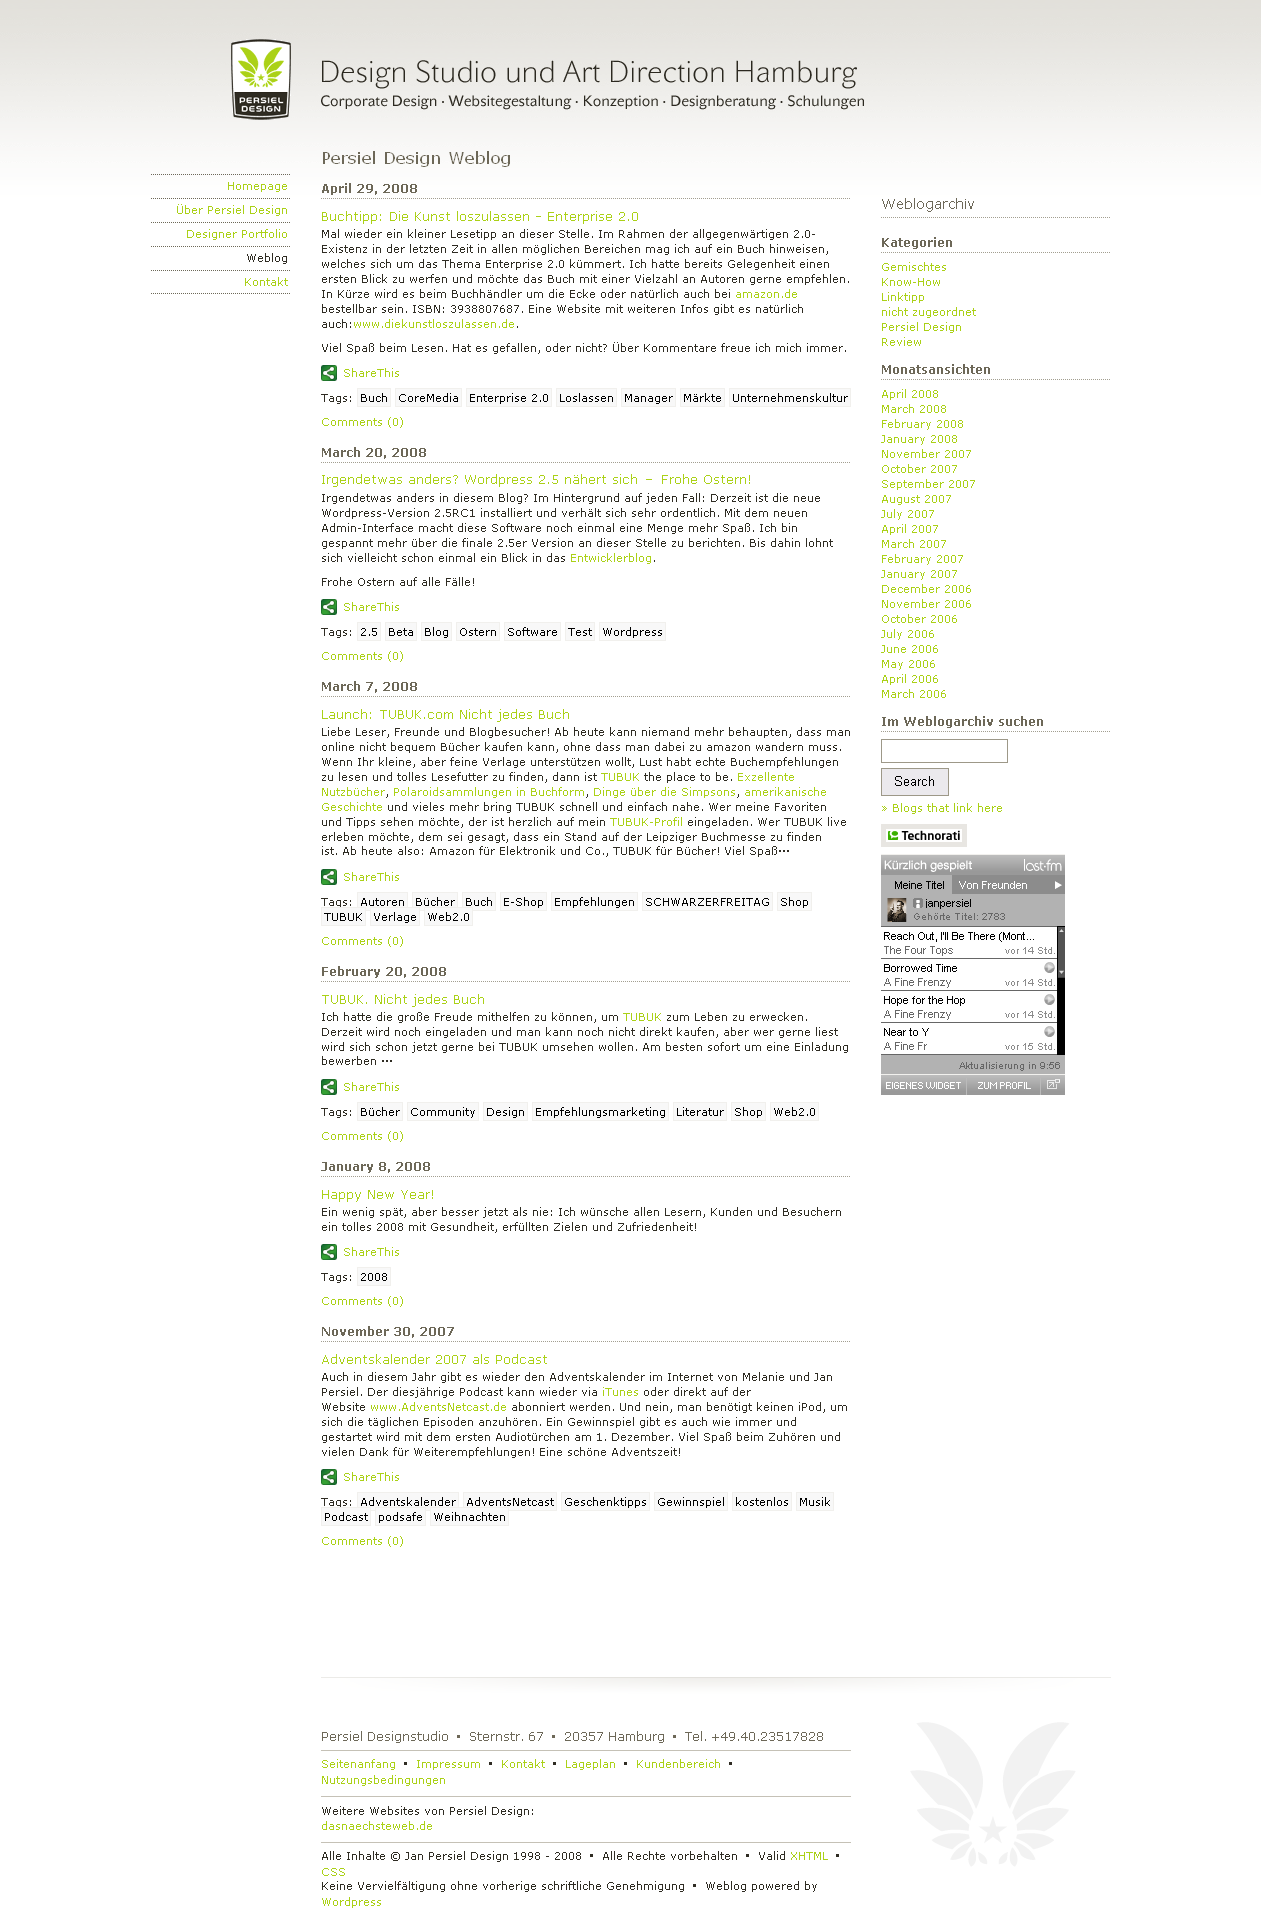 PERSIEL
DESIGN
Design Studio und Art Direction Hamburg
Corporate Design · Websitegestaltung · Konzeption · Designberatung · Schulungen
Homepage
Über Persiel Design
Designer Portfolio
Weblog
Kontakt
Persiel Design Weblog
April 29, 2008
Buchtipp: Die Kunst loszulassen - Enterprise 2.0
Mal wieder ein kleiner Lesetipp an dieser Stelle. Im Rahmen der allgegenwärtigen 2.0-
Existenz in der letzten Zeit in allen möglichen Bereichen mag ich auf ein Buch hinweisen,
welches sich um das Thema Enterprise 2.0 kümmert. Ich hatte bereits Gelegenheit einen
ersten Blick zu werfen und möchte das Buch mit einer Vielzahl an Autoren gerne empfehlen.
In Kürze wird es beim Buchhändler um die Ecke oder natürlich auch bei amazon.de
bestellbar sein. ISBN: 3938807687. Eine Website mit weiteren Infos gibt es natürlich
auch:www.diekunstloszulassen.de.
Viel Spaß beim Lesen. Hat es gefallen, oder nicht? Über Kommentare freue ich mich immer.
ShareThis
Tags: Buch CoreMedia Enterprise 2.0 Loslassen Manager Märkte Unternehmenskultur
Comments (0)
March 20, 2008
Irgendetwas anders? Wordpress 2.5 nähert sich – Frohe Ostern!
Irgendetwas anders in diesem Blog? Im Hintergrund auf jeden Fall: Derzeit ist die neue
Wordpress-Version 2.5RC1 installiert und verhält sich sehr ordentlich. Mit dem neuen
Admin-Interface macht diese Software noch einmal eine Menge mehr Spaß. Ich bin
gespannt mehr über die finale 2.5er Version an dieser Stelle zu berichten. Bis dahin lohnt
sich vielleicht schon einmal ein Blick in das Entwicklerblog.
Frohe Ostern auf alle Fälle!
ShareThis
Tags: 2.5 Beta Blog Ostern Software Test Wordpress
Comments (0)
March 7, 2008
Launch: TUBUK.com Nicht jedes Buch
Liebe Leser, Freunde und Blogbesucher! Ab heute kann niemand mehr behaupten, dass man
online nicht bequem Bücher kaufen kann, ohne dass man dabei zu amazon wandern muss.
Wenn Ihr kleine, aber feine Verlage unterstützen wollt, Lust habt echte Buchempfehlungen
zu lesen und tolles Lesefutter zu finden, dann ist TUBUK the place to be. Exzellente
Nutzbücher, Polaroidsammlungen in Buchform, Dinge über die Simpsons, amerikanische
Geschichte und vieles mehr bring TUBUK schnell und einfach nahe. Wer meine Favoriten
und Tipps sehen möchte, der ist herzlich auf mein TUBUK-Profil eingeladen. Wer TUBUK live
erleben möchte, dem sei gesagt, dass ein Stand auf der Leipziger Buchmesse zu finden
ist. Ab heute also: Amazon für Elektronik und Co., TUBUK für Bücher! Viel Spaß…
ShareThis
Tags: Autoren Bücher Buch E-Shop Empfehlungen SCHWARZERFREITAG Shop
TUBUK Verlage Web2.0
Comments (0)
February 20, 2008
TUBUK. Nicht jedes Buch
Ich hatte die große Freude mithelfen zu können, um TUBUK zum Leben zu erwecken.
Derzeit wird noch eingeladen und man kann noch nicht direkt kaufen, aber wer gerne liest
wird sich schon jetzt gerne bei TUBUK umsehen wollen. Am besten sofort um eine Einladung
bewerben …
ShareThis
Tags: Bücher Community Design Empfehlungsmarketing Literatur Shop Web2.0
Comments (0)
January 8, 2008
Happy New Year!
Ein wenig spät, aber besser jetzt als nie: Ich wünsche allen Lesern, Kunden und Besuchern
ein tolles 2008 mit Gesundheit, erfüllten Zielen und Zufriedenheit!
ShareThis
Tags: 2008
Comments (0)
November 30, 2007
Adventskalender 2007 als Podcast
Auch in diesem Jahr gibt es wieder den Adventskalender im Internet von Melanie und Jan
Persiel. Der diesjährige Podcast kann wieder via iTunes oder direkt auf der
Website www.AdventsNetcast.de abonniert werden. Und nein, man benötigt keinen iPod, um
sich die täglichen Episoden anzuhören. Ein Gewinnspiel gibt es auch wie immer und
gestartet wird mit dem ersten Audiotürchen am 1. Dezember. Viel Spaß beim Zuhören und
vielen Dank für Weiterempfehlungen! Eine schöne Adventszeit!
ShareThis
Tags: Adventskalender AdventsNetcast Geschenktipps Gewinnspiel kostenlos Musik
Podcast podsafe Weihnachten
Comments (0)
Weblogarchiv
Kategorien
Gemischtes
Know-How
Linktipp
nicht zugeordnet
Persiel Design
Review
Monatsansichten
April 2008
March 2008
February 2008
January 2008
November 2007
October 2007
September 2007
August 2007
July 2007
April 2007
March 2007
February 2007
January 2007
December 2006
November 2006
October 2006
July 2006
June 2006
May 2006
April 2006
March 2006
Im Weblogarchiv suchen
Search
» Blogs that link here
Technorati
Kürzlich gespielt last.fm
Meine Titel Von Freunden
janpersiel
Gehörte Titel: 2783
Reach Out, I'll Be There (Mont...
The Four Tops vor 14 Std.
Borrowed Time
A Fine Frenzy vor 14 Std.
Hope for the Hop
A Fine Frenzy vor 14 Std.
Near to Y
A Fine Fr vor 15 Std.
Aktualisierung in 9:56
EIGENES WIDGET ZUM PROFIL
Persiel Designstudio • Sternstr. 67 • 20357 Hamburg • Tel. +49.40.23517828
Seitenanfang • Impressum • Kontakt • Lageplan • Kundenbereich •
Nutzungsbedingungen
Weitere Websites von Persiel Design:
dasnaechsteweb.de
Alle Inhalte © Jan Persiel Design 1998 - 2008 • Alle Rechte vorbehalten • Valid XHTML •
CSS
Keine Vervielfältigung ohne vorherige schriftliche Genehmigung • Weblog powered by
Wordpress